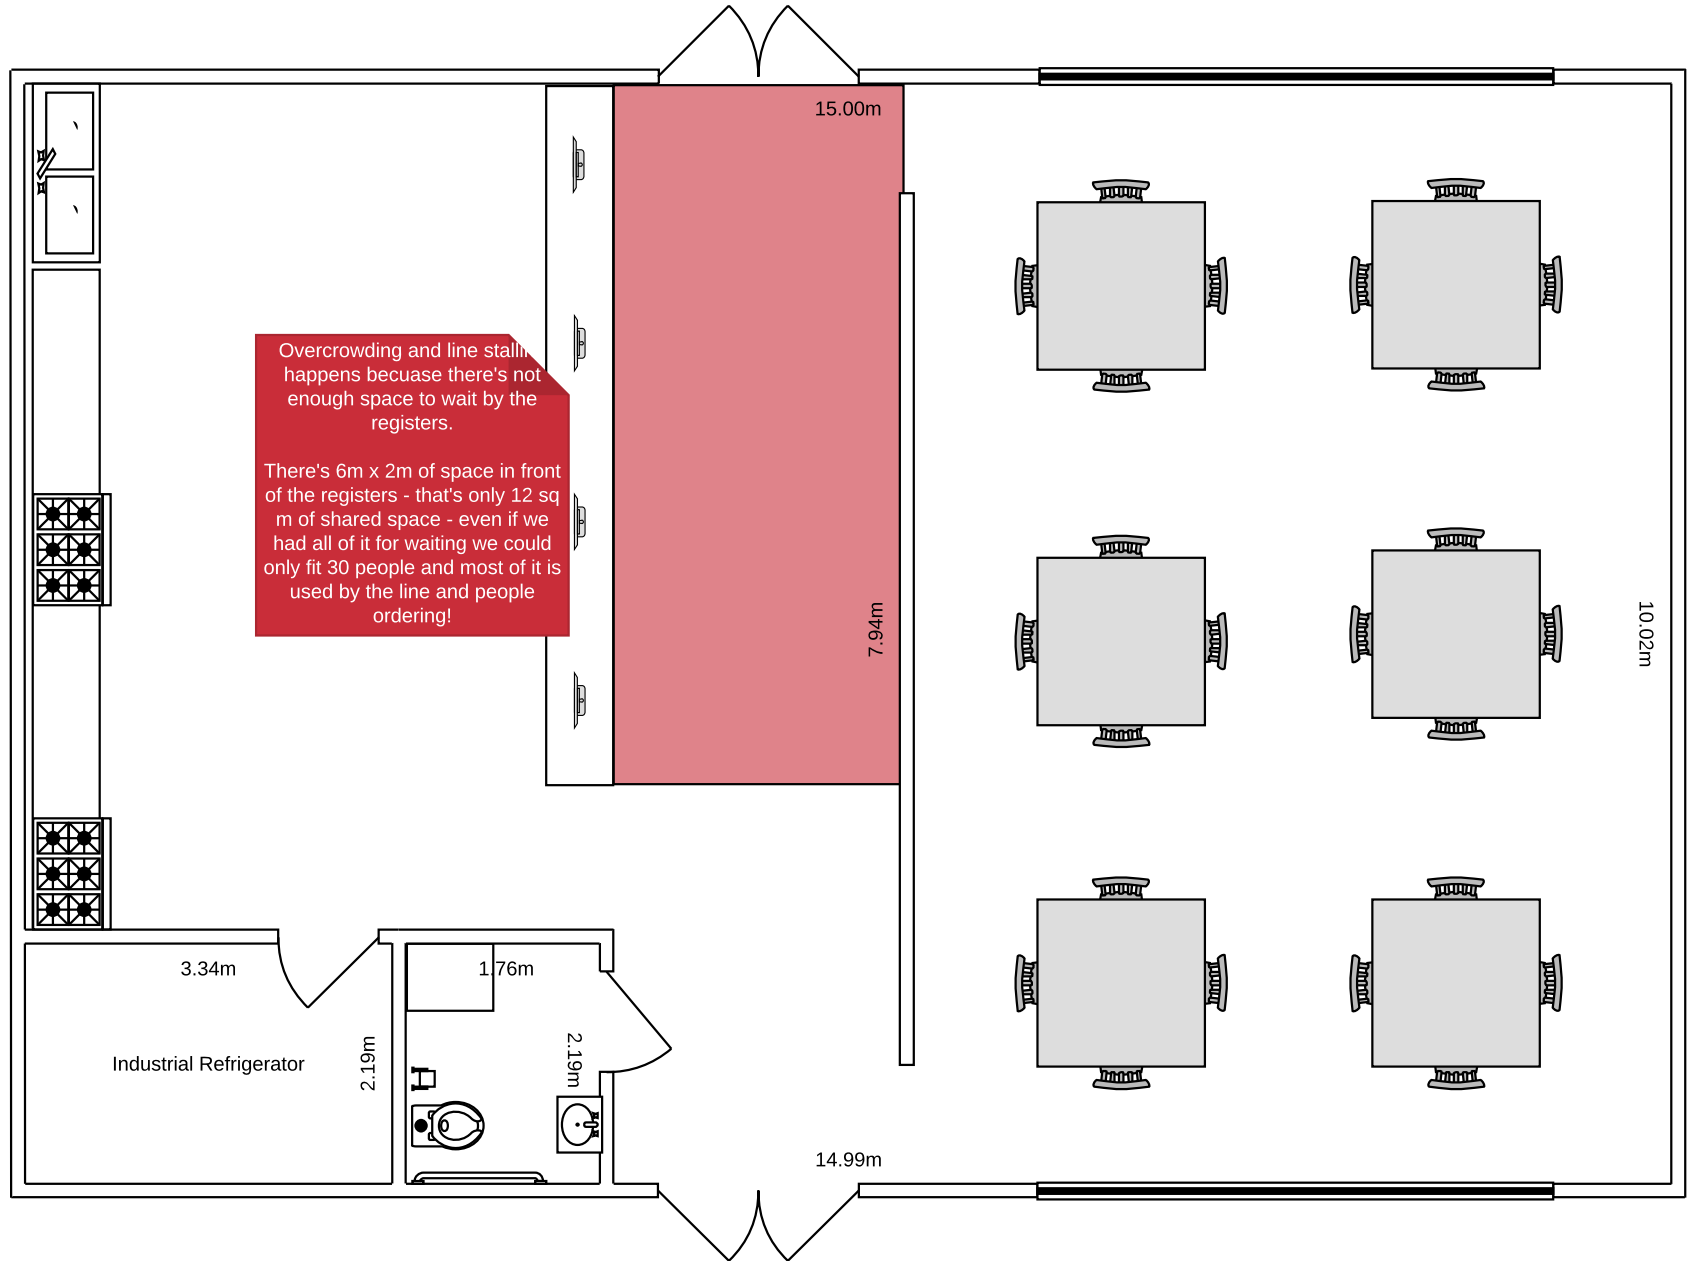 15.00m
Overcrowding and line stallin
happens becuase there's not
enough space to wait by the
registers.
There's 6m x 2m of space in front
of the registers - that's only 12 sq
m of shared space - even if we
had all of it for waiting we could
only fit 30 people and most of it is
used by the line and people
ordering!
7.94m
10.02m
3.34m
1.76m
2.19m
2.19m
Industrial Refrigerator
14.99m